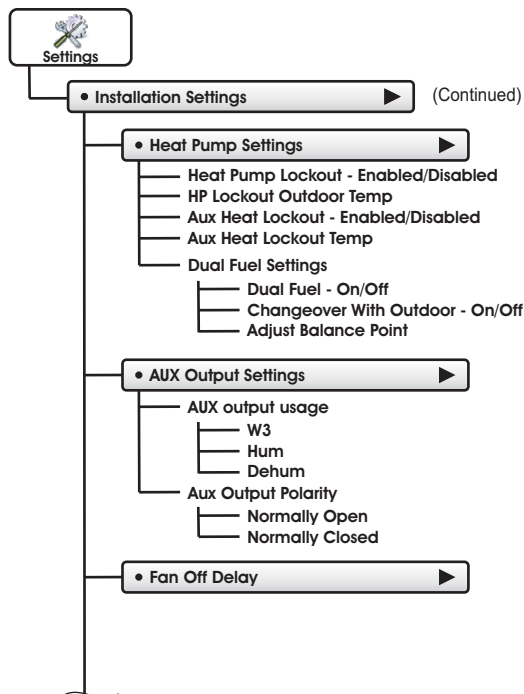 Settings
• Installation Settings
(Continued)
• Heat Pump Settings
Heat Pump Lockout - Enabled/Disabled
HP Lockout Outdoor Temp
Aux Heat Lockout - Enabled/Disabled
Aux Heat Lockout Temp
Dual Fuel Settings
Dual Fuel - On/Off
Changeover With Outdoor - On/Off
Adjust Balance Point
• AUX Output Settings
AUX output usage
W3
Hum
Dehum
Aux Output Polarity
Normally Open
Normally Closed
• Fan Off Delay